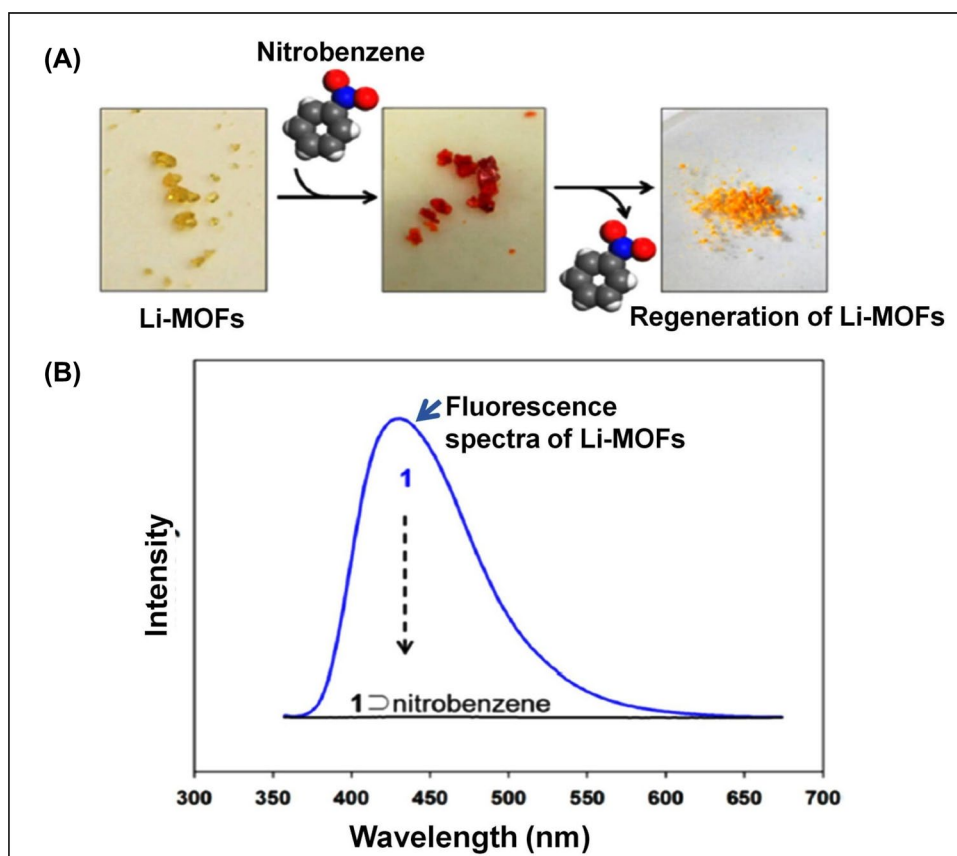 (A)
Nitrobenzene
Li-MOFs
Regeneration of Li-MOFs
(B)
Fluorescence
spectra of Li-MOFs
1
1⊃nitrobenzene
Intensity
300 350 400 450 500 550 600 650 700
Wavelength (nm)